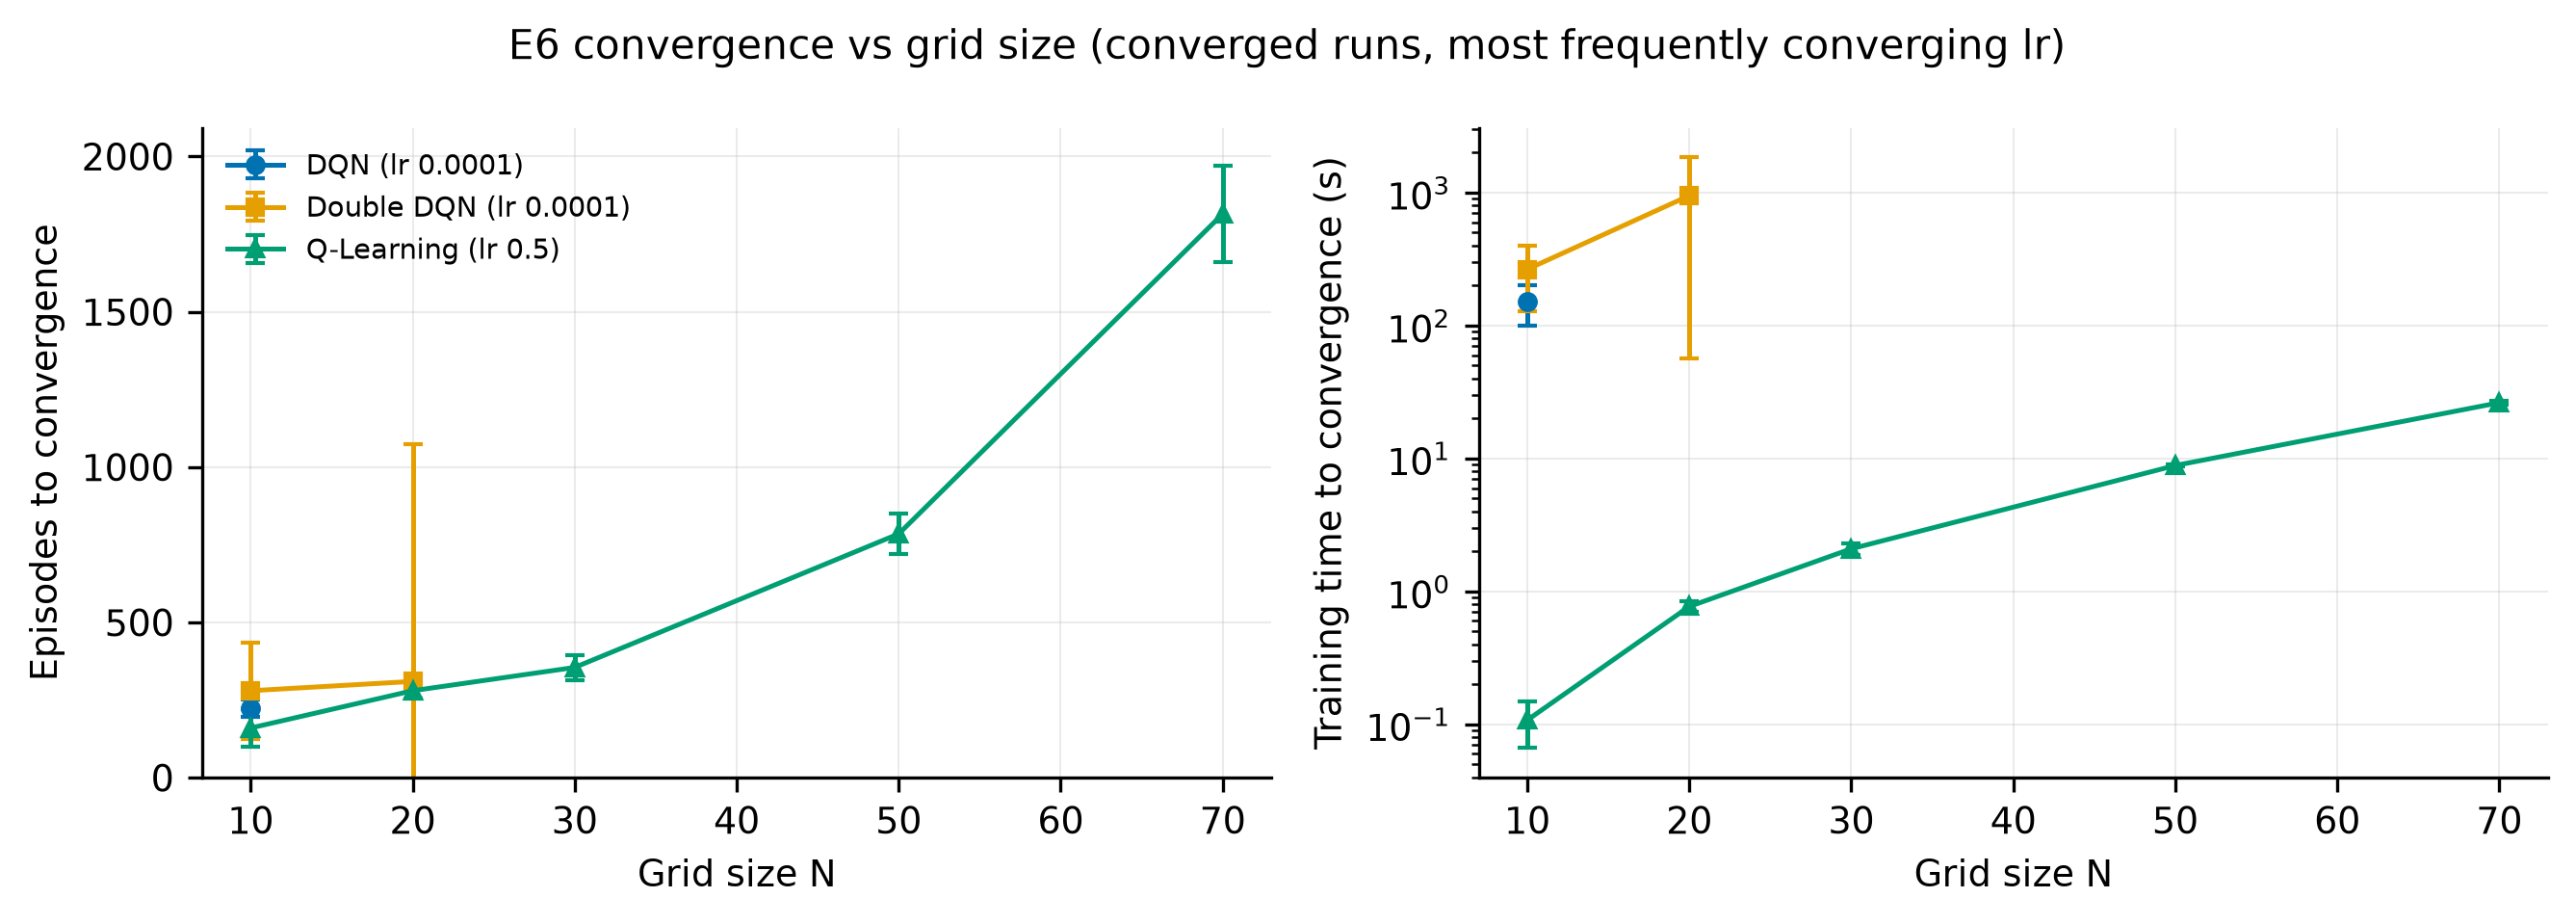 E6 convergence vs grid size (converged runs, most frequently converging lr)
Episodes to convergence
2000
1500
1000
500
0
DQN (lr 0.0001)
Double DQN (lr 0.0001)
Q-Learning (lr 0.5)
10 20 30 40 50 60 70
Grid size N
Training time to convergence (s)
10³
10²
10¹
10⁰
10⁻¹
10 20 30 40 50 60 70
Grid size N